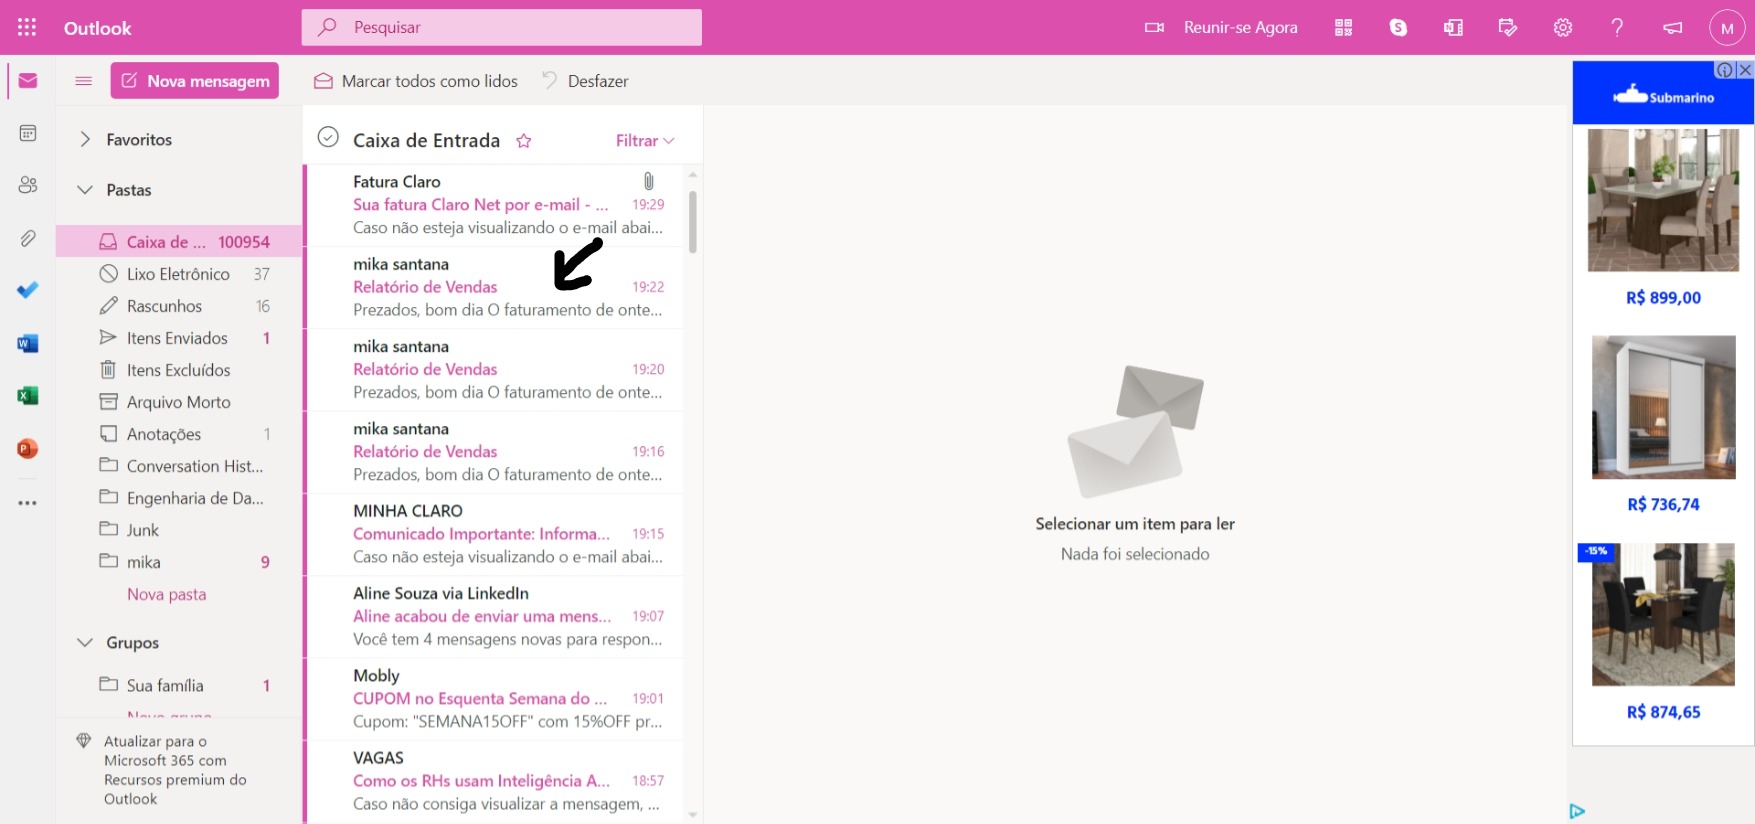 Outlook
Pesquisar
Reunir-se Agora
M
Nova mensagem
Marcar todos como lidos
Desfazer
Favoritos
Pastas
Caixa de ... 100954
Lixo Eletrônico 37
Rascunhos 16
Itens Enviados 1
Itens Excluídos
Arquivo Morto
Anotações 1
Conversation Hist...
Engenharia de Da...
Junk
mika 9
Nova pasta
Grupos
Sua família 1
Novo grupo
Atualizar para o
Microsoft 365 com
Recursos premium do
Outlook
Caixa de Entrada
Filtrar
Fatura Claro
Sua fatura Claro Net por e-mail - ... 19:29
Caso não esteja visualizando o e-mail abai...
mika santana
Relatório de Vendas 19:22
Prezados, bom dia O faturamento de onte...
mika santana
Relatório de Vendas 19:20
Prezados, bom dia O faturamento de onte...
mika santana
Relatório de Vendas 19:16
Prezados, bom dia O faturamento de onte...
MINHA CLARO
Comunicado Importante: Informa... 19:15
Caso não esteja visualizando o e-mail abai...
Aline Souza via LinkedIn
Aline acabou de enviar uma mens... 19:07
Você tem 4 mensagens novas para respon...
Mobly
CUPOM no Esquenta Semana do ... 19:01
Cupom: "SEMANA15OFF" com 15%OFF pr...
VAGAS
Como os RHs usam Inteligência A... 18:57
Caso não consiga visualizar a mensagem, ...
Selecionar um item para ler
Nada foi selecionado
Submarino
R$ 899,00
R$ 736,74
-15%
R$ 874,65